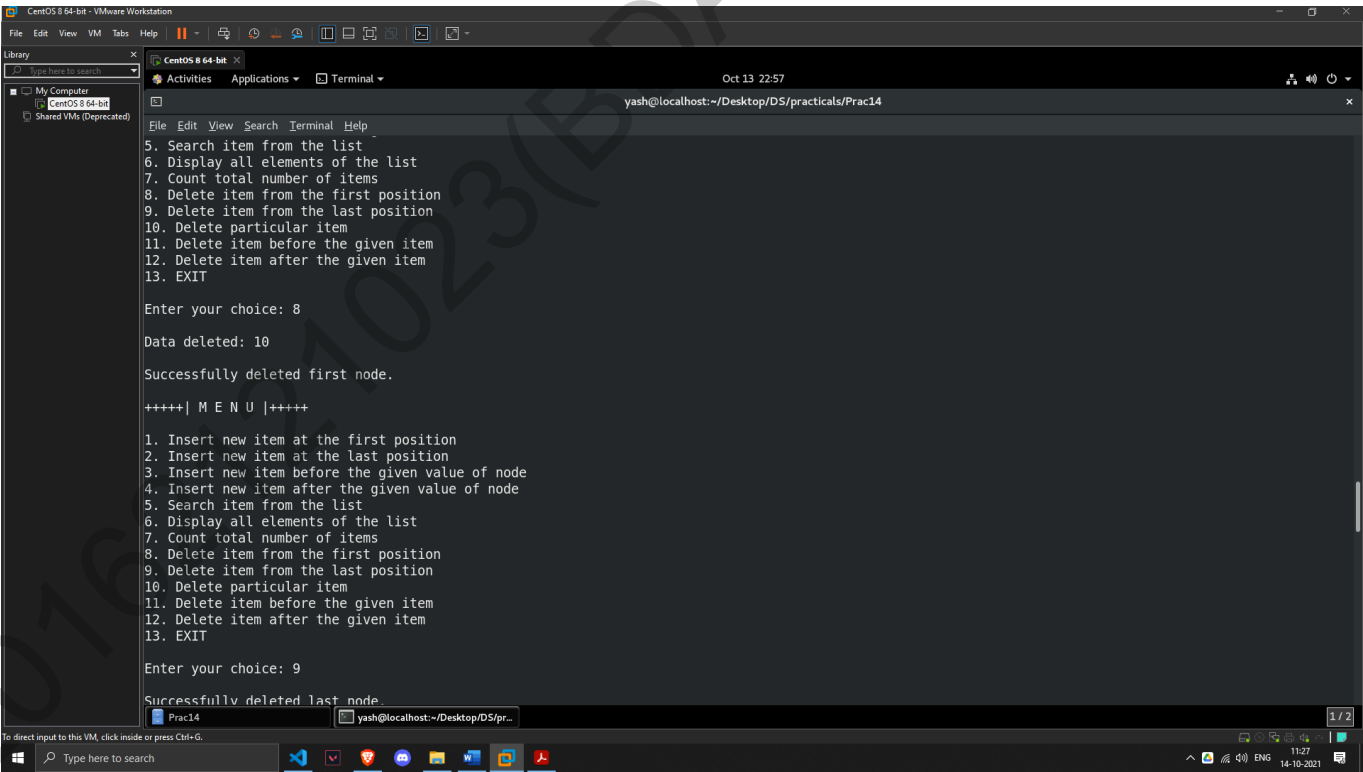 CentOS 8 64-bit - VMware Workstation
File Edit View VM Tabs Help
Library
Type here to search
My Computer
CentOS 8 64-bit
Shared VMs (Deprecated)
CentOS 8 64-bit
Activities Applications Terminal Oct 13 22:57
yash@localhost:~/Desktop/DS/practicals/Prac14
File Edit View Search Terminal Help
5. Search item from the list
6. Display all elements of the list
7. Count total number of items
8. Delete item from the first position
9. Delete item from the last position
10. Delete particular item
11. Delete item before the given item
12. Delete item after the given item
13. EXIT
Enter your choice: 8
Data deleted: 10
Successfully deleted first node.
+++++| M E N U |+++++
1. Insert new item at the first position
2. Insert new item at the last position
3. Insert new item before the given value of node
4. Insert new item after the given value of node
5. Search item from the list
6. Display all elements of the list
7. Count total number of items
8. Delete item from the first position
9. Delete item from the last position
10. Delete particular item
11. Delete item before the given item
12. Delete item after the given item
13. EXIT
Enter your choice: 9
Successfully deleted last node.
Prac14
yash@localhost:~/Desktop/DS/pr...
1 / 2
To direct input to this VM, click inside or press Ctrl+G.
Type here to search
ENG
11:27
14-10-2021